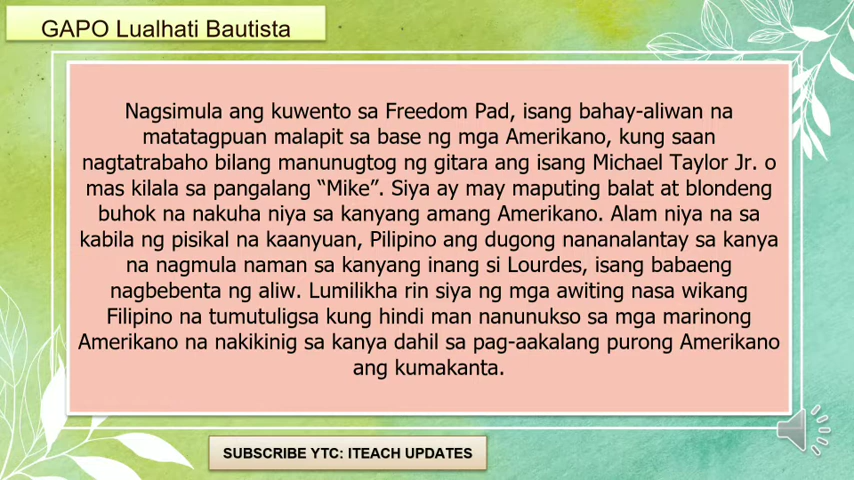 GAPO Lualhati Bautista
Nagsimula ang kuwento sa Freedom Pad, isang bahay-aliwan na
matatagpuan malapit sa base ng mga Amerikano, kung saan
nagtatrabaho bilang manunugtog ng gitara ang isang Michael Taylor Jr. o
mas kilala sa pangalang “Mike”. Siya ay may maputing balat at blondeng
buhok na nakuha niya sa kanyang amang Amerikano. Alam niya na sa
kabila ng pisikal na kaanyuan, Pilipino ang dugong nananalantay sa kanya
na nagmula naman sa kanyang inang si Lourdes, isang babaeng
nagbebenta ng aliw. Lumilikha rin siya ng mga awiting nasa wikang
Filipino na tumutuligsa kung hindi man nanunukso sa mga marinong
Amerikano na nakikinig sa kanya dahil sa pag-aakalang purong Amerikano
ang kumakanta.
SUBSCRIBE YTC: ITEACH UPDATES